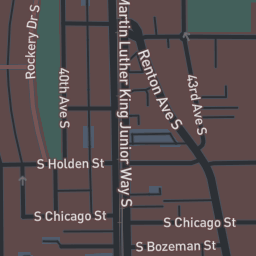 Rockery Dr S
40th Ave S
Martin Luther King Junior Way S
Renton Ave S
43rd Ave S
S Holden St
S Chicago St
S Chicago St
S Bozeman St